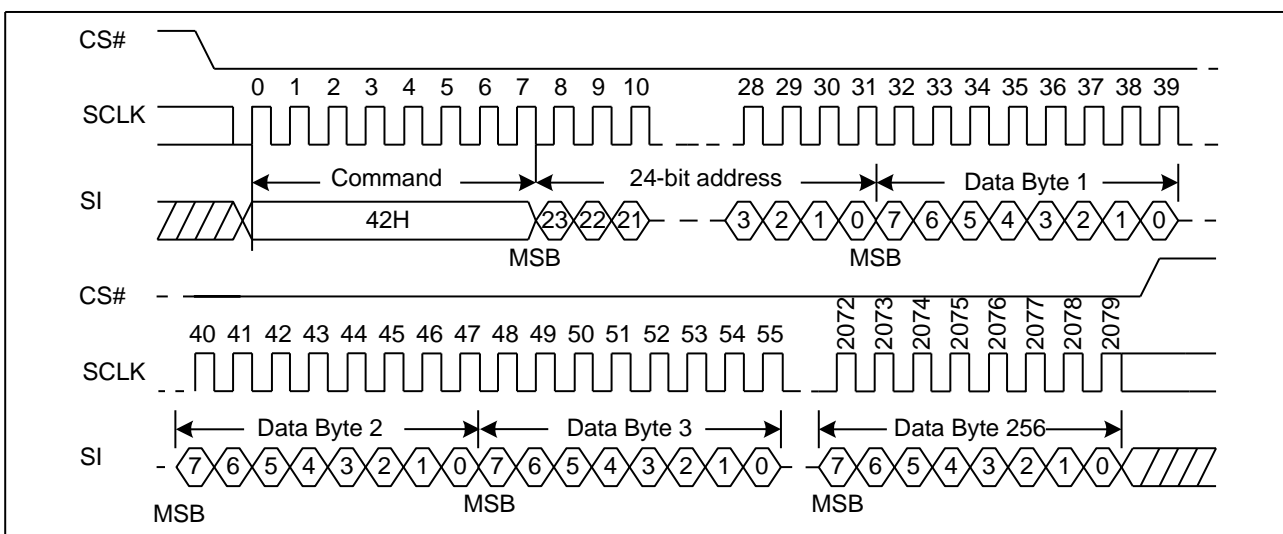 CS#
0 1 2 3 4 5 6 7 8 9 10 28 29 30 31 32 33 34 35 36 37 38 39
SCLK
Command 24-bit address Data Byte 1
SI
42H 23 22 21 3 2 1 0 7 6 5 4 3 2 1 0
MSB MSB
CS#
40 41 42 43 44 45 46 47 48 49 50 51 52 53 54 55 2072 2073 2074 2075 2076 2077 2078 2079
SCLK
Data Byte 2 Data Byte 3 Data Byte 256
SI
7 6 5 4 3 2 1 0 7 6 5 4 3 2 1 0 7 6 5 4 3 2 1 0
MSB MSB MSB